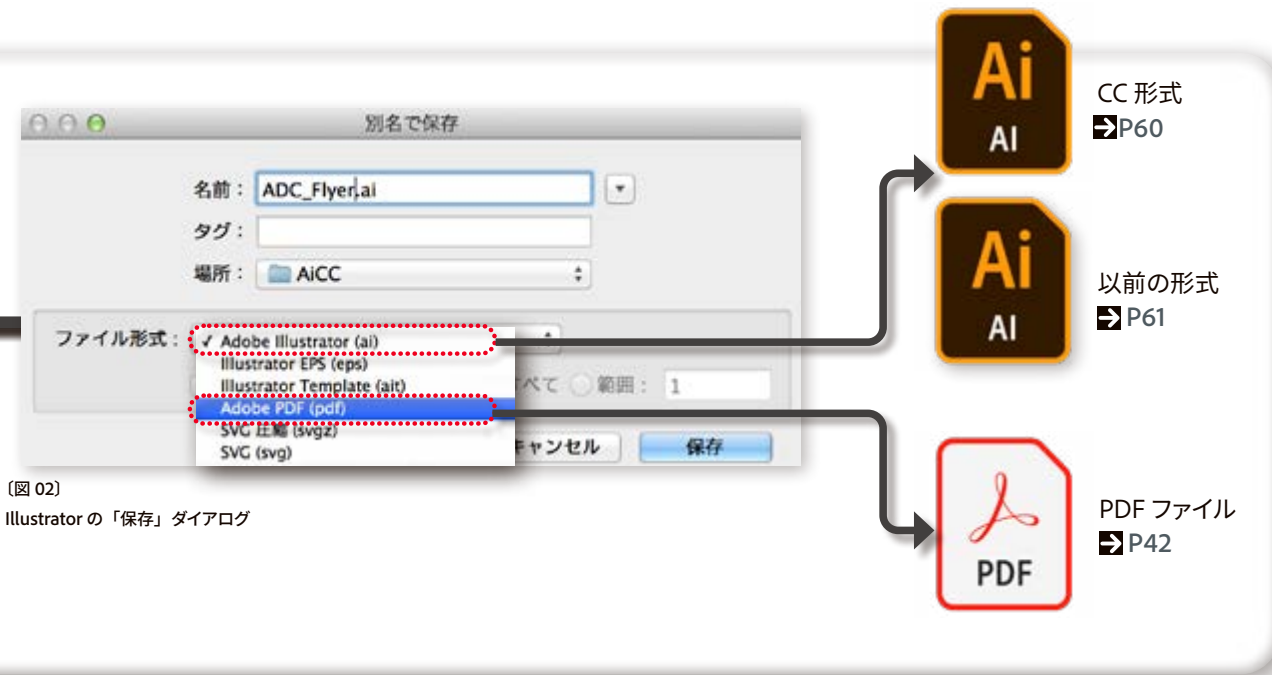 別名で保存
名前： ADC_Flyer.ai
タグ：
場所： AiCC
ファイル形式： ✓ Adobe Illustrator (ai)
Illustrator EPS (eps)
Illustrator Template (ait)
べて 範囲： 1
Adobe PDF (pdf)
SVG 圧縮 (svgz)
SVG (svg)
キャンセル 保存
〔図 02〕
Illustrator の「保存」ダイアログ
Ai
AI
CC 形式
P60
Ai
AI
以前の形式
P61
PDF
PDF ファイル
P42